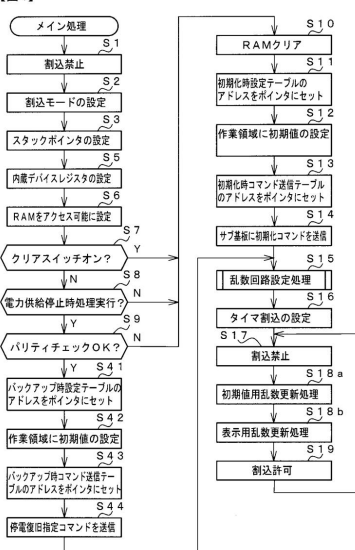 メイン処理
S1
割込禁止
S2
割込モードの設定
S3
スタックポインタの設定
S5
内蔵デバイスレジスタの設定
S6
RAMをアクセス可能に設定
S7
クリアスイッチオン？
Y
N
S8
電力供給停止時処理実行？
N
Y
S9
パリティチェックOK？
N
Y
S41
バックアップ時設定テーブルの
アドレスをポインタにセット
S42
作業領域に初期値の設定
S43
バックアップ時コマンド送信テー
ブルのアドレスをポインタにセット
S44
停電復旧指定コマンドを送信
S10
RAMクリア
S11
初期化時設定テーブルの
アドレスをポインタにセット
S12
作業領域に初期値の設定
S13
初期化時コマンド送信テーブル
のアドレスをポインタにセット
S14
サブ基板に初期化コマンドを送信
S15
乱数回路設定処理
S16
タイマ割込の設定
S17
割込禁止
S18a
初期値用乱数更新処理
S18b
表示用乱数更新処理
S19
割込許可